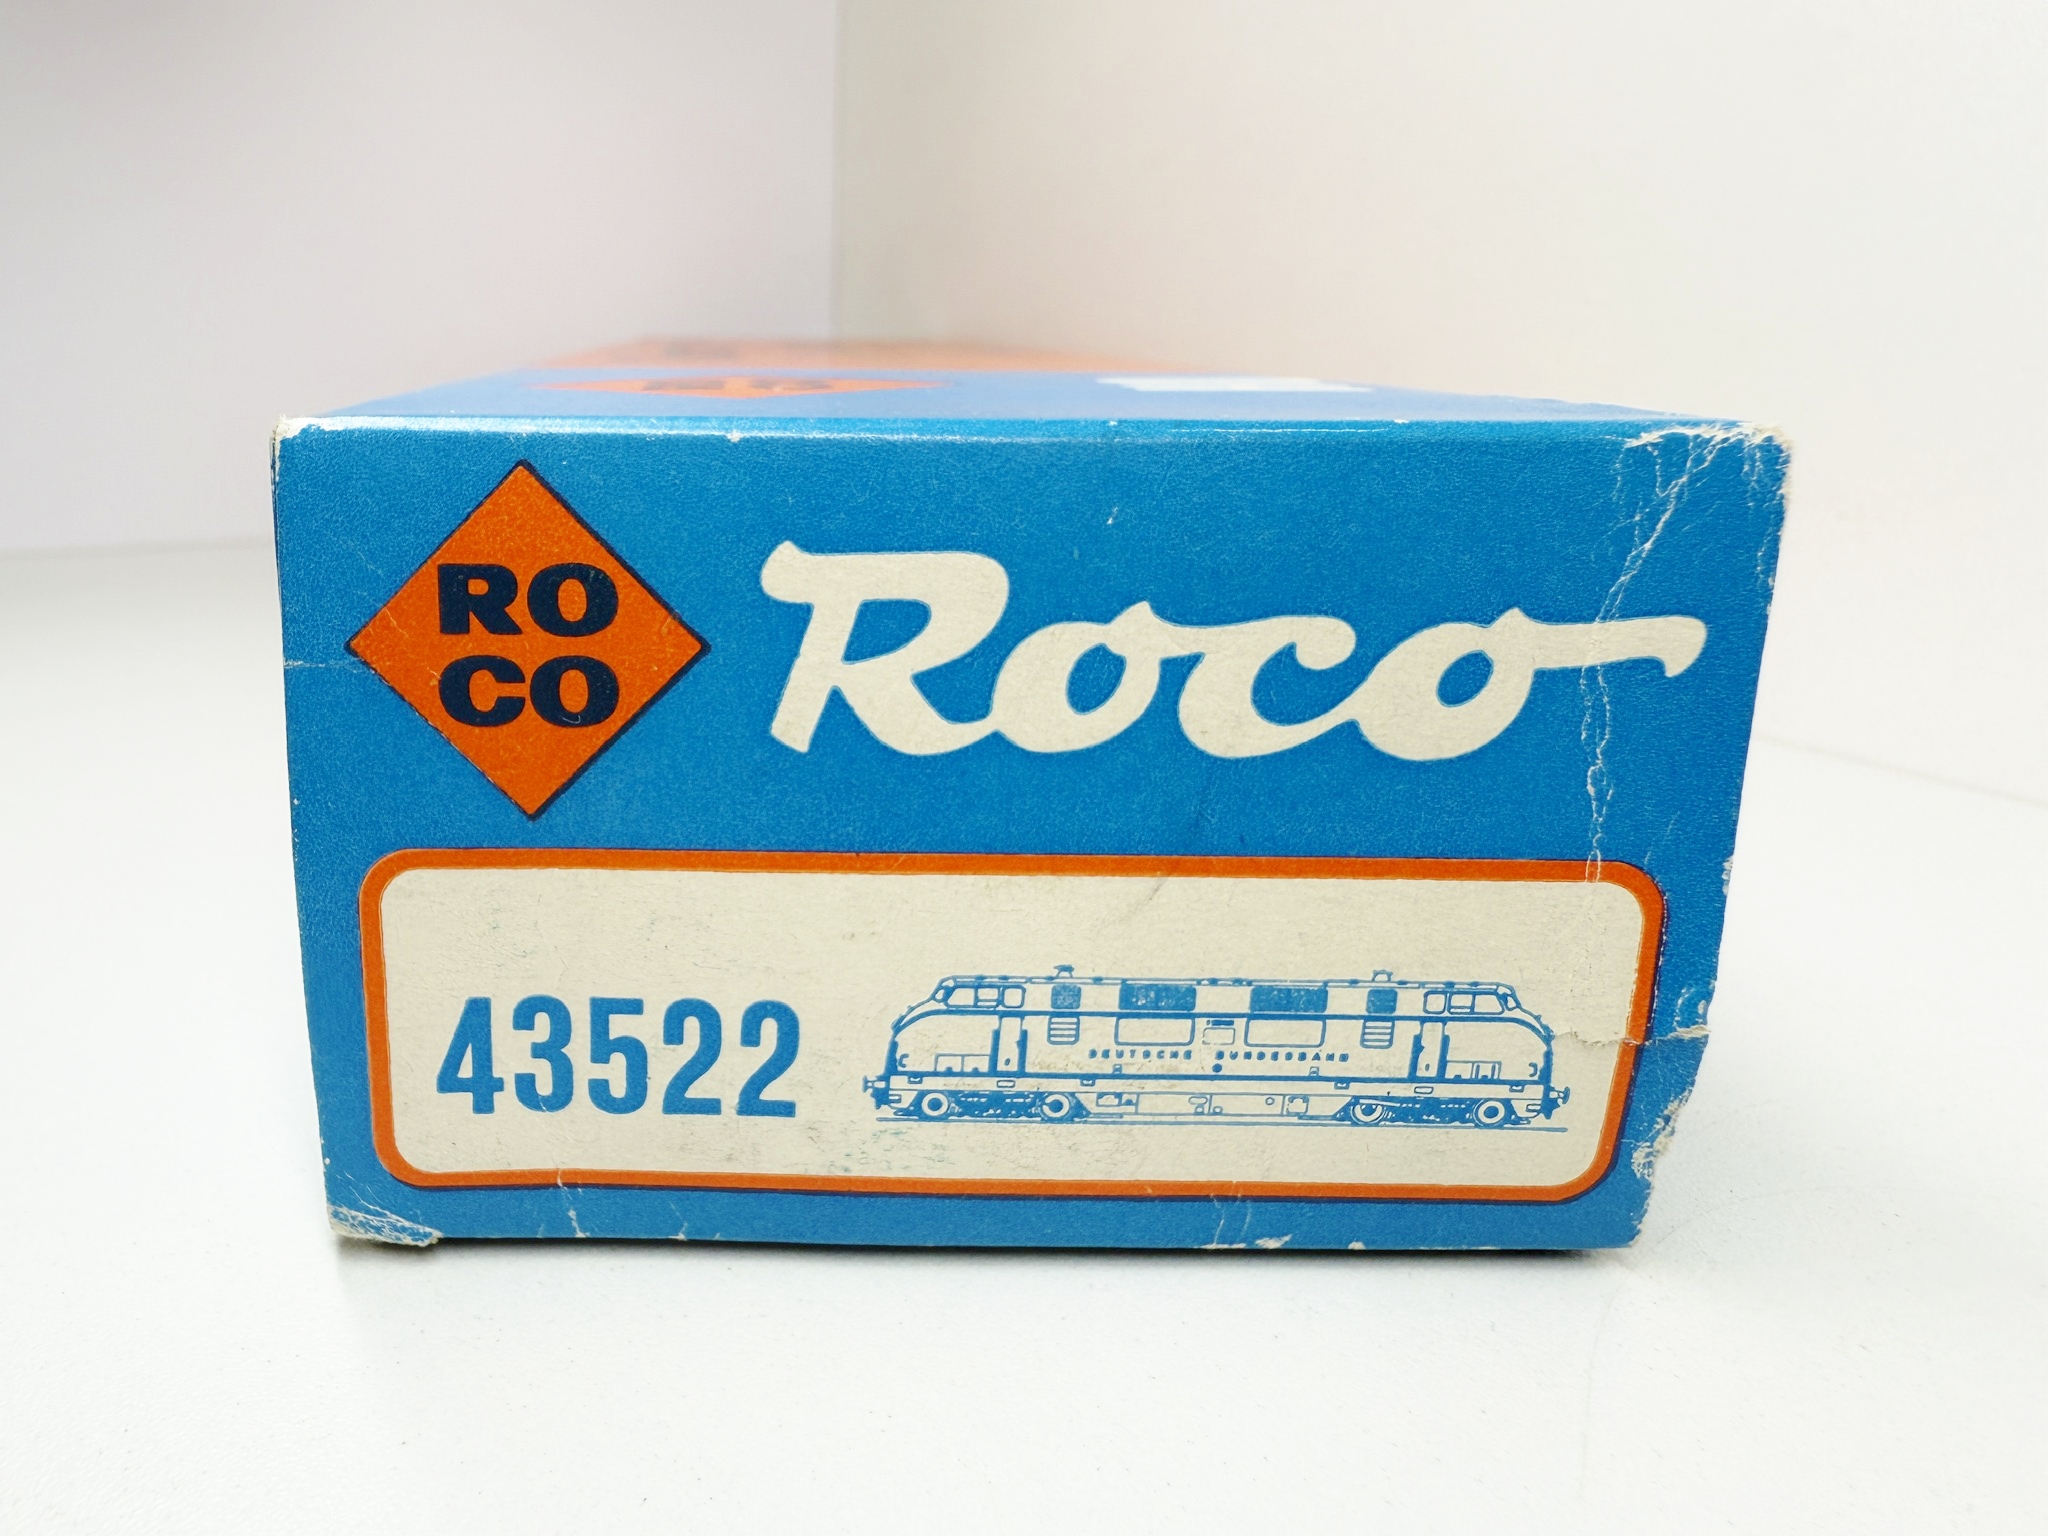 RO
CO
Roco
43522
DEUTSCHE BUNDESBAHN